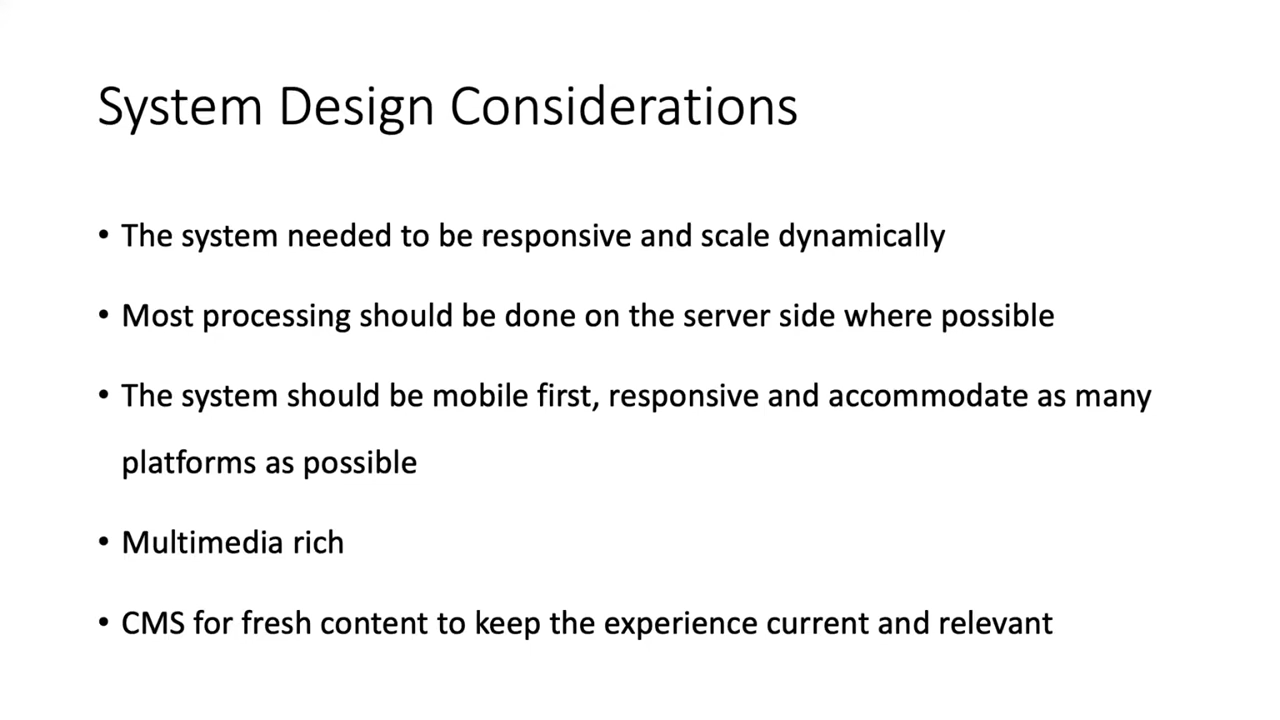 System Design Considerations
• The system needed to be responsive and scale dynamically
• Most processing should be done on the server side where possible
• The system should be mobile first, responsive and accommodate as many
platforms as possible
• Multimedia rich
• CMS for fresh content to keep the experience current and relevant